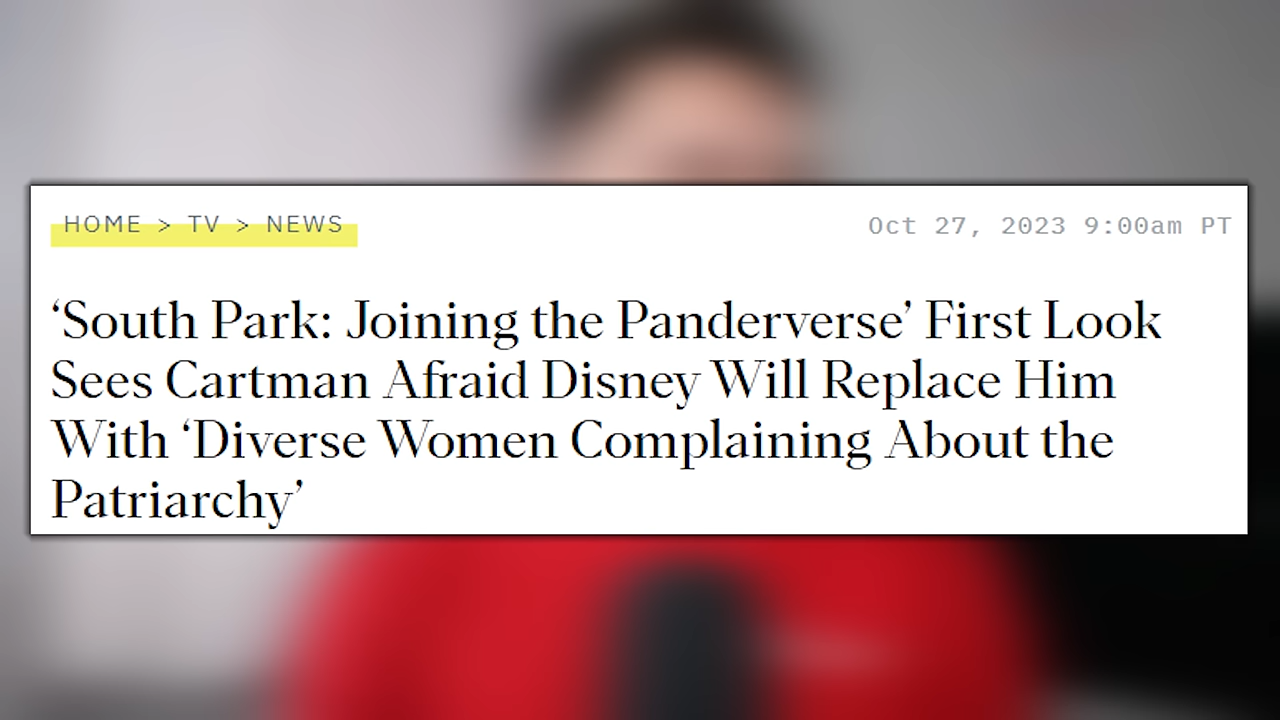 HOME > TV > NEWS
Oct 27, 2023 9:00am PT
‘South Park: Joining the Panderverse’ First Look
Sees Cartman Afraid Disney Will Replace Him
With ‘Diverse Women Complaining About the
Patriarchy’